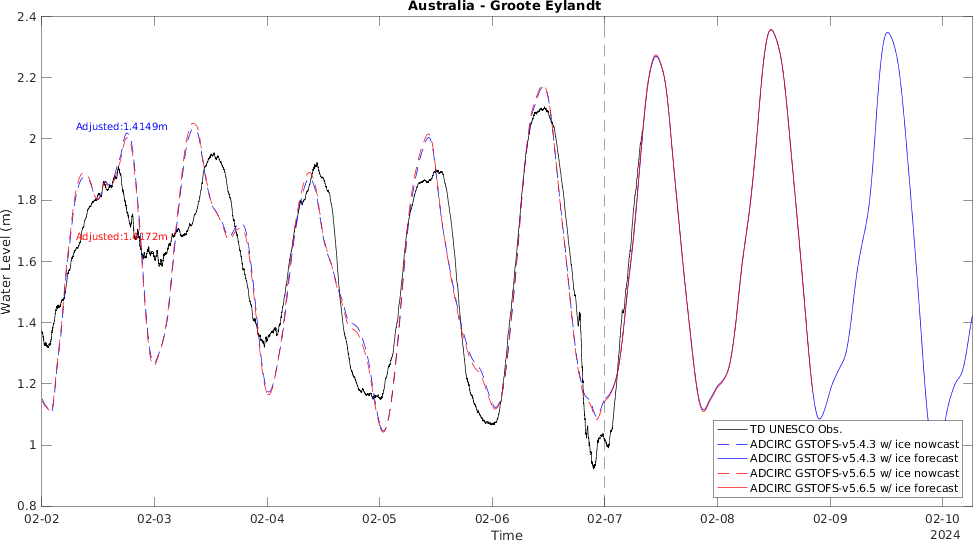 Australia - Groote Eylandt
2.4
2.2
2
1.8
1.6
1.4
1.2
1
0.8
Water Level (m)
Adjusted:1.4149m
TD UNESCO Obs.
ADCIRC GSTOFS-v5.4.3 w/ ice nowcast
ADCIRC GSTOFS-v5.4.3 w/ ice forecast
ADCIRC GSTOFS-v5.6.5 w/ ice nowcast
ADCIRC GSTOFS-v5.6.5 w/ ice forecast
02-02 02-03 02-04 02-05 02-06 02-07 02-08 02-09 02-10
Time
2024